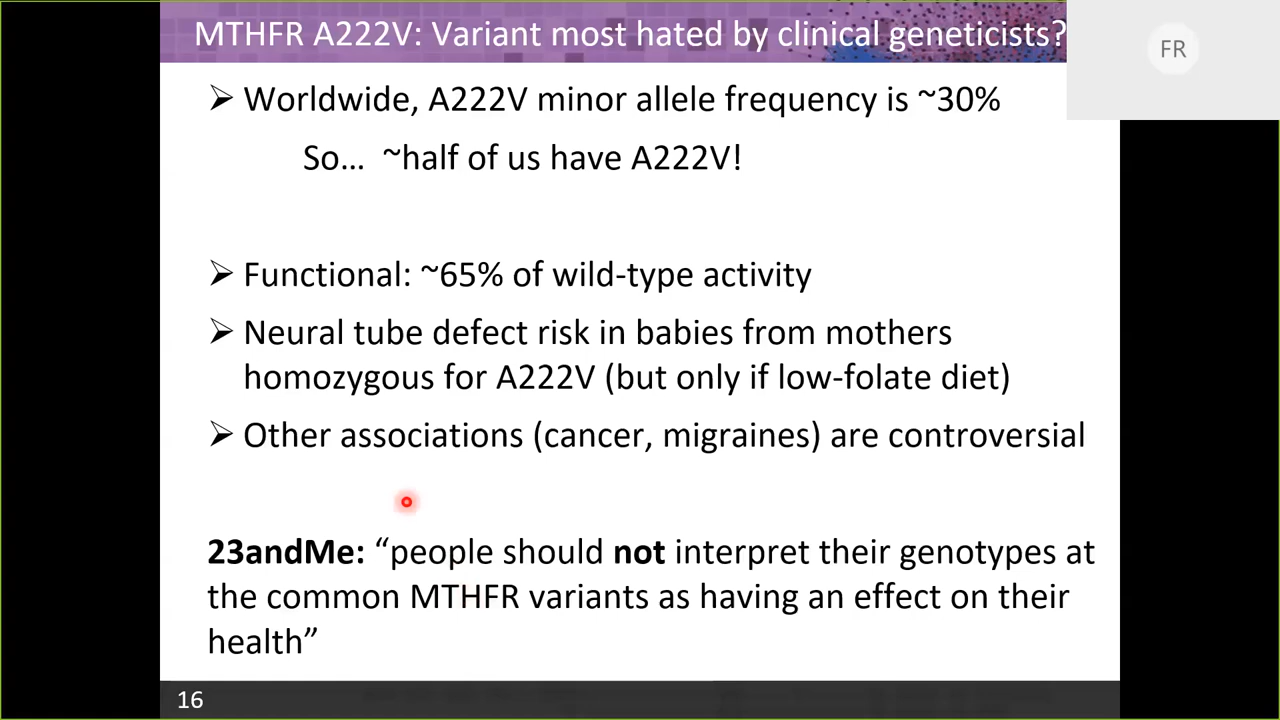 MTHFR A222V: Variant most hated by clinical geneticists?
FR
➢ Worldwide, A222V minor allele frequency is ~30%
So… ~half of us have A222V!
➢ Functional: ~65% of wild-type activity
➢ Neural tube defect risk in babies from mothers
homozygous for A222V (but only if low-folate diet)
➢ Other associations (cancer, migraines) are controversial
23andMe: “people should not interpret their genotypes at
the common MTHFR variants as having an effect on their
health”
16